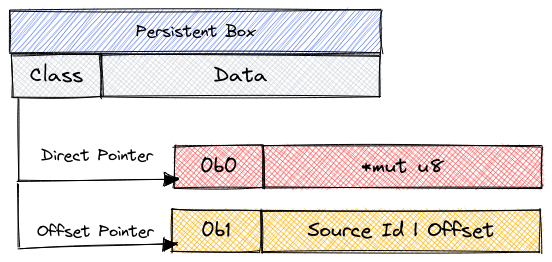 Persistent Box
Class Data
Direct Pointer 0b0 *mut u8
Offset Pointer 0b1 Source Id | Offset